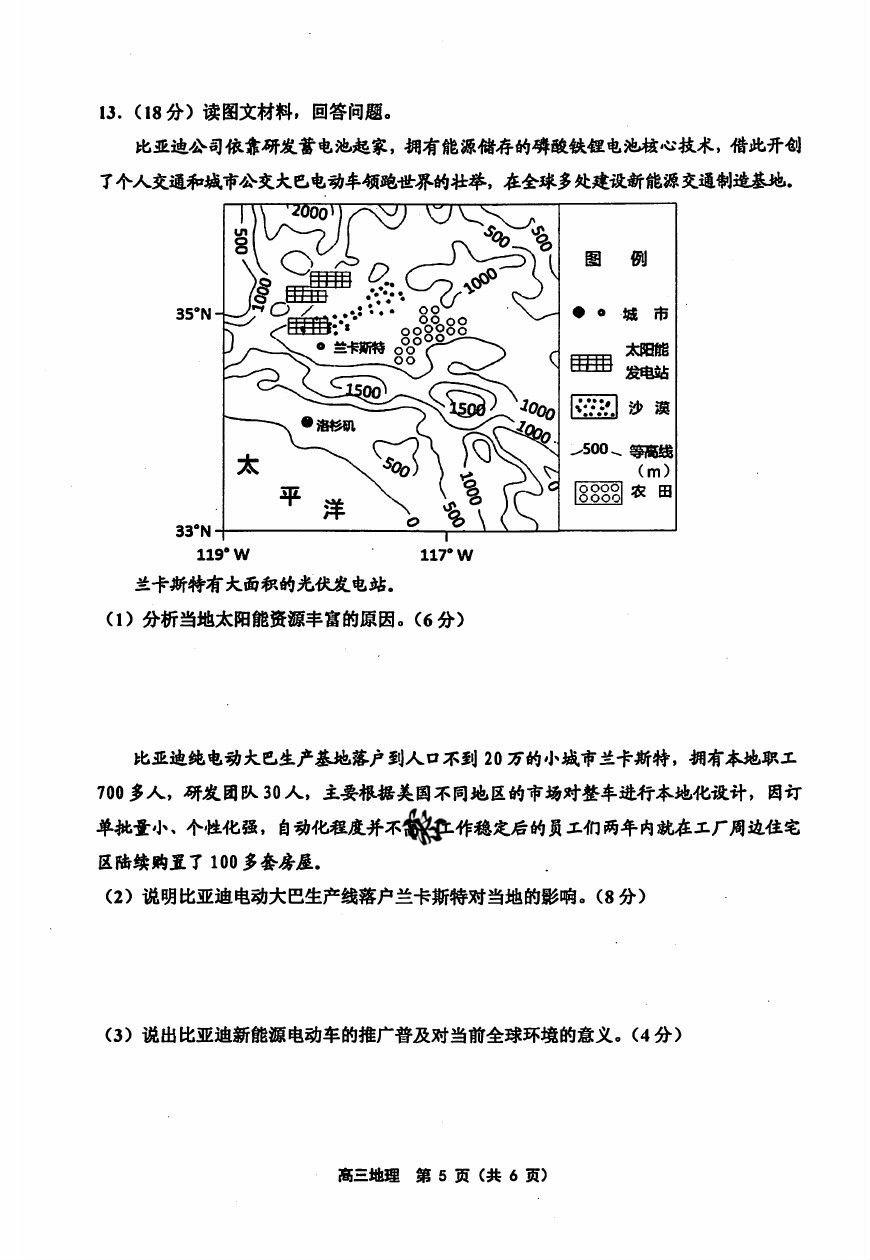 13.（18分）读图文材料，回答问题。
比亚迪公司依靠研发蓄电池起家，拥有能源储存的磷酸铁锂电池核心技术，借此开创
了个人交通和城市公交大巴电动车领跑世界的壮举，在全球多处建设新能源交通制造基地。
2000
500
500
500
图 例
1000
1000
35°N
城 市
兰卡斯特
太阳能
发电站
1500
1500
1000
沙 漠
洛杉矶
1000
500
等高线
（m）
太
500
1000
平
农 田
洋
0
500
0
33°N
119°W
117°W
兰卡斯特有大面积的光伏发电站。
（1）分析当地太阳能资源丰富的原因。（6分）
比亚迪纯电动大巴生产基地落户到人口不到20万的小城市兰卡斯特，拥有本地职工
700多人，研发团队30人，主要根据美国不同地区的市场对整车进行本地化设计，因订
单批量小、个性化强，自动化程度并不 工作稳定后的员工们两年内就在工厂周边住宅
区陆续购置了100多套房屋。
（2）说明比亚迪电动大巴生产线落户兰卡斯特对当地的影响。（8分）
（3）说出比亚迪新能源电动车的推广普及对当前全球环境的意义。（4分）
高三地理 第5页（共6页）